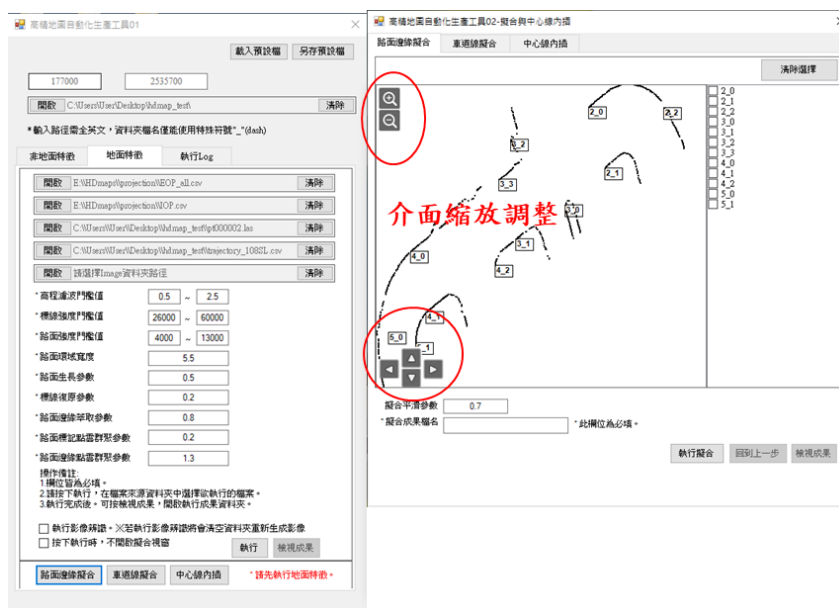 高精地圖自動化生產工具01
載入預設檔 另存預設檔
177000 2535700
開啟 C:\Users\User\Desktop\hdmap_test\ 清除
*輸入路徑需全英文，資料夾檔名僅能使用特殊符號"_"(dash)
非地面特徵 地面特徵 執行Log
開啟 E:\\HDmaps\\projection\\EOP_all.csv 清除
開啟 E:\\HDmaps\\projection\\IOP.csv 清除
開啟 C:\\Users\\User\\Desktop\\hdmap_test\\pt000002.las 清除
開啟 C:\\Users\\User\\Desktop\\hdmap_test\\trajectory_108SL.csv 清除
開啟 請選擇Image資料夾路徑 清除
*高程濾波門檻值 0.5 ~ 2.5
*標線強度門檻值 26000 ~ 60000
*路面強度門檻值 4000 ~ 13000
*路面環域寬度 5.5
*路面生長參數 0.5
*標線復原參數 0.2
*路面邊緣萃取參數 0.8
*路面標記點雲群聚參數 0.2
*路面邊緣點雲群聚參數 1.3
操作備註:
1.欄位皆為必填。
2.請按下執行，在檔案來源資料夾中選擇欲執行的檔案。
3.執行完成後。可按檢視成果，開啟執行成果資料夾。
執行影像辨識。※若執行影像辨識將會清空資料夾重新生成影像
按下執行時，不開啟擬合視窗
執行 檢視成果
路面邊緣擬合 車道線擬合 中心線內插 *請先執行地面特徵。
高精地圖自動化生產工具02-擬合與中心線內插
路面邊緣擬合 車道線擬合 中心線內插
清除選擇
2_0
2_1
2_2
3_0
3_1
3_2
3_3
4_0
4_1
4_2
5_0
5_1
2_0
2_2
3_2
2_1
3_3
3_0
介面縮放調整
3_1
4_0
4_2
4_1
5_0
_1
擬合平滑參數 0.7
*擬合成果檔名 *此欄位為必填。
執行擬合 回到上一步 檢視成果